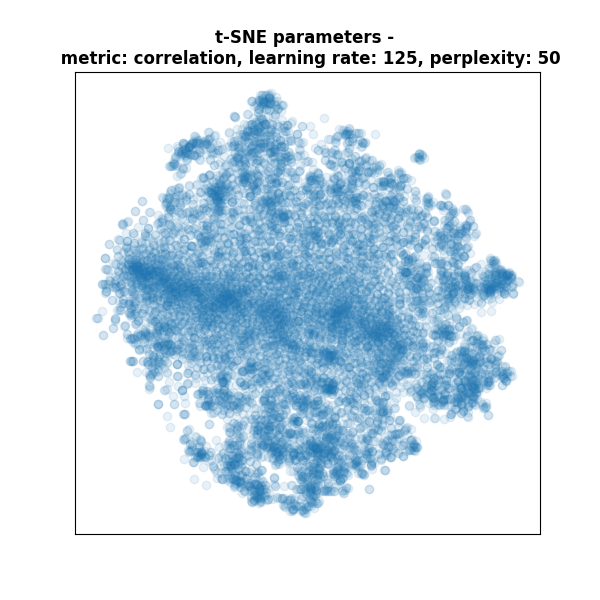 t-SNE parameters -
metric: correlation, learning rate: 125, perplexity: 50